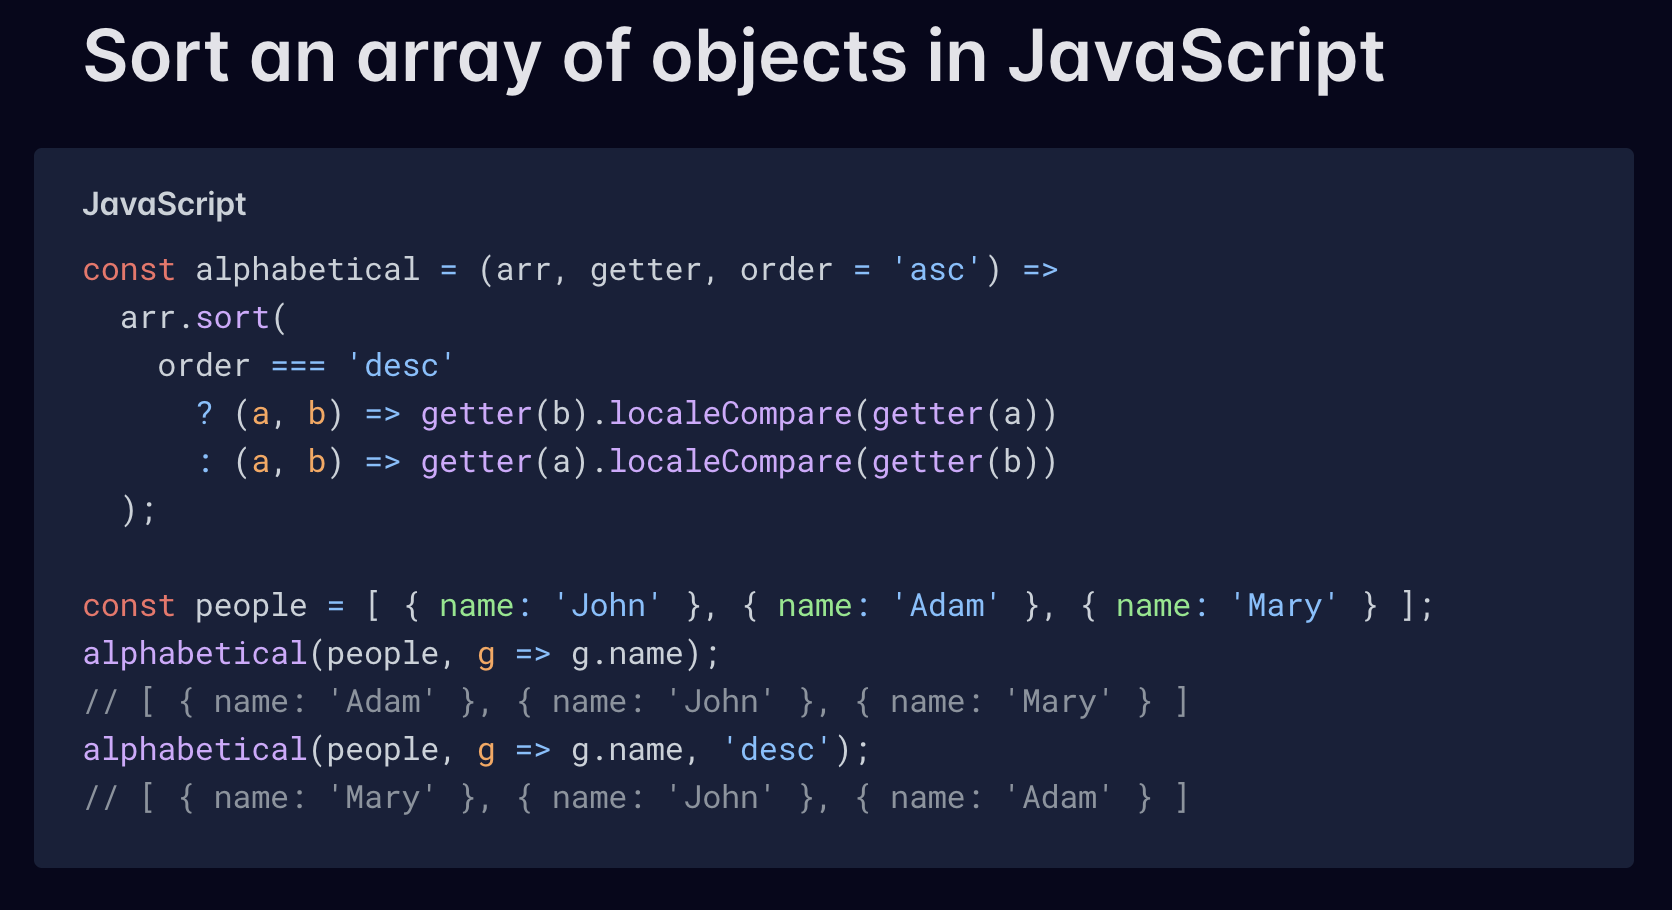 Sort an array of objects in JavaScript
JavaScript
const alphabetical = (arr, getter, order = 'asc') =>
  arr.sort(
    order === 'desc'
      ? (a, b) => getter(b).localeCompare(getter(a))
      : (a, b) => getter(a).localeCompare(getter(b))
  );

const people = [ { name: 'John' }, { name: 'Adam' }, { name: 'Mary' } ];
alphabetical(people, g => g.name);
// [ { name: 'Adam' }, { name: 'John' }, { name: 'Mary' } ]
alphabetical(people, g => g.name, 'desc');
// [ { name: 'Mary' }, { name: 'John' }, { name: 'Adam' } ]